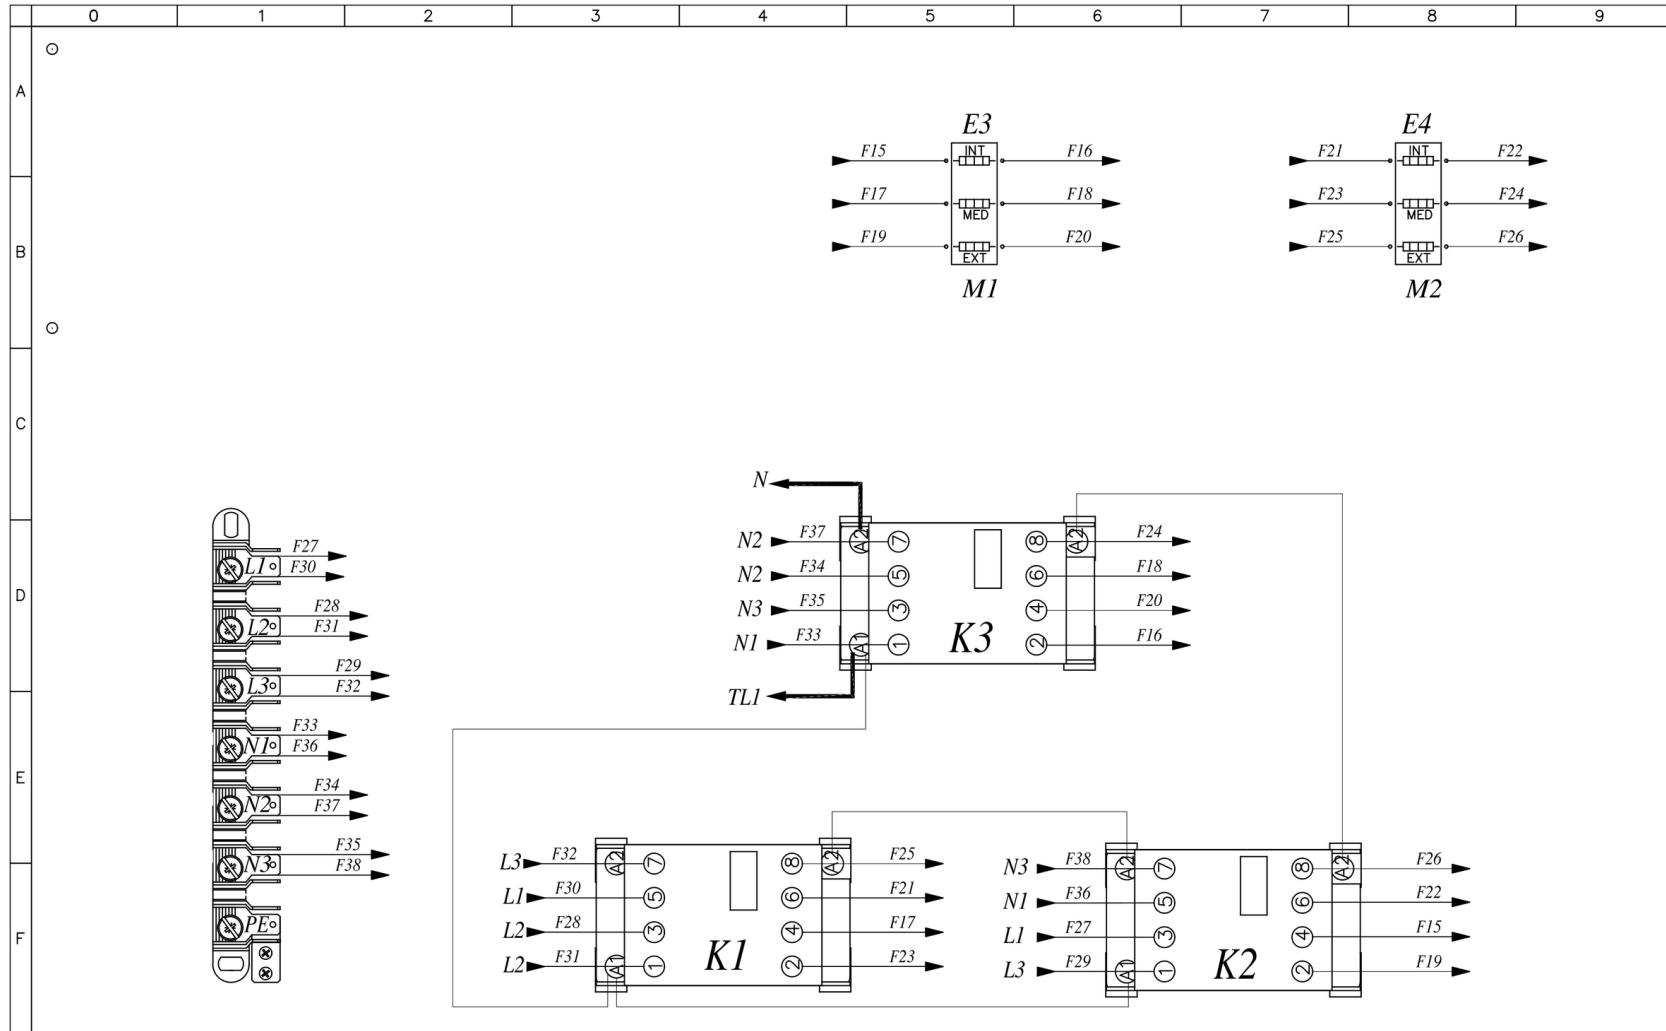 0 1 2 3 4 5 6 7 8 9
A
E3 E4
F15 INT F16 F21 INT F22
F17 MED F18 F23 MED F24
B
F19 EXT F20 F25 EXT F26
M1 M2
C
N
N2 F37 A2 7 8 A2 F24
N2 F34 5 6 F18
N3 F35 3 4 F20
N1 F33 A1 1 K3 2 F16
TL1
L1 F27
F30
D
L2 F28
F31
L3 F29
F32
N1 F33
F36
E
N2 F34
F37
N3 F35
F38
F
PE
L3 F32 A2 7 8 A2 F25
L1 F30 5 6 F21
L2 F28 3 4 F17
L2 F31 A1 1 K1 2 F23
N3 F38 A2 7 8 A2 F26
N1 F36 5 6 F22
L1 F27 3 4 F15
L3 F29 A1 1 K2 2 F19